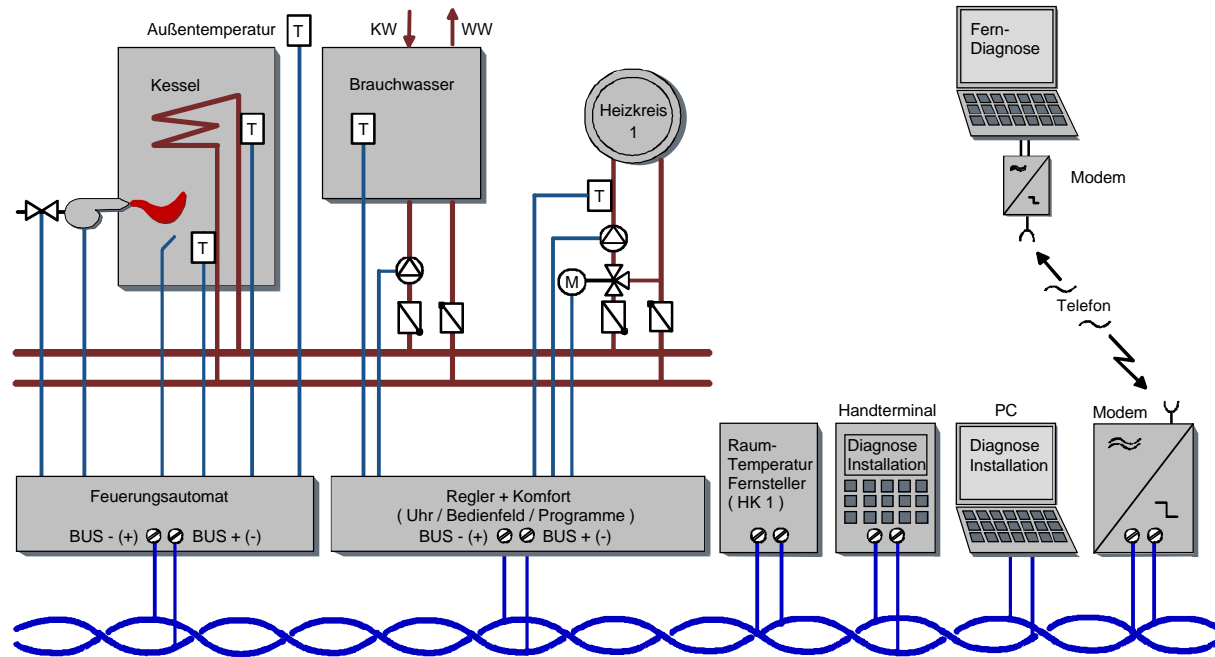 Außentemperatur
T
KW
WW
Fern-
Diagnose
Kessel
Brauchwasser
Heizkreis
1
T
T
T
T
Modem
M
Telefon
Handterminal
PC
Modem
Raum-
Temperatur
Fernsteller
( HK 1 )
Diagnose
Installation
Diagnose
Installation
Feuerungsautomat
BUS - (+)
BUS + (-)
Regler + Komfort
( Uhr / Bedienfeld / Programme )
BUS - (+)
BUS + (-)